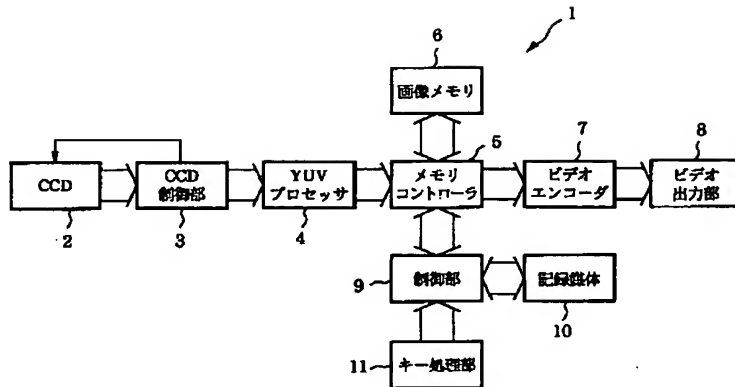 1
6
画像メモリ
CCD
2
CCD
制御部
3
YUV
プロセッサ
4
メモリ
コントローラ
5
ビデオ
エンコーダ
7
ビデオ
出力部
8
制御部
9
記録媒体
10
キー処理部
11